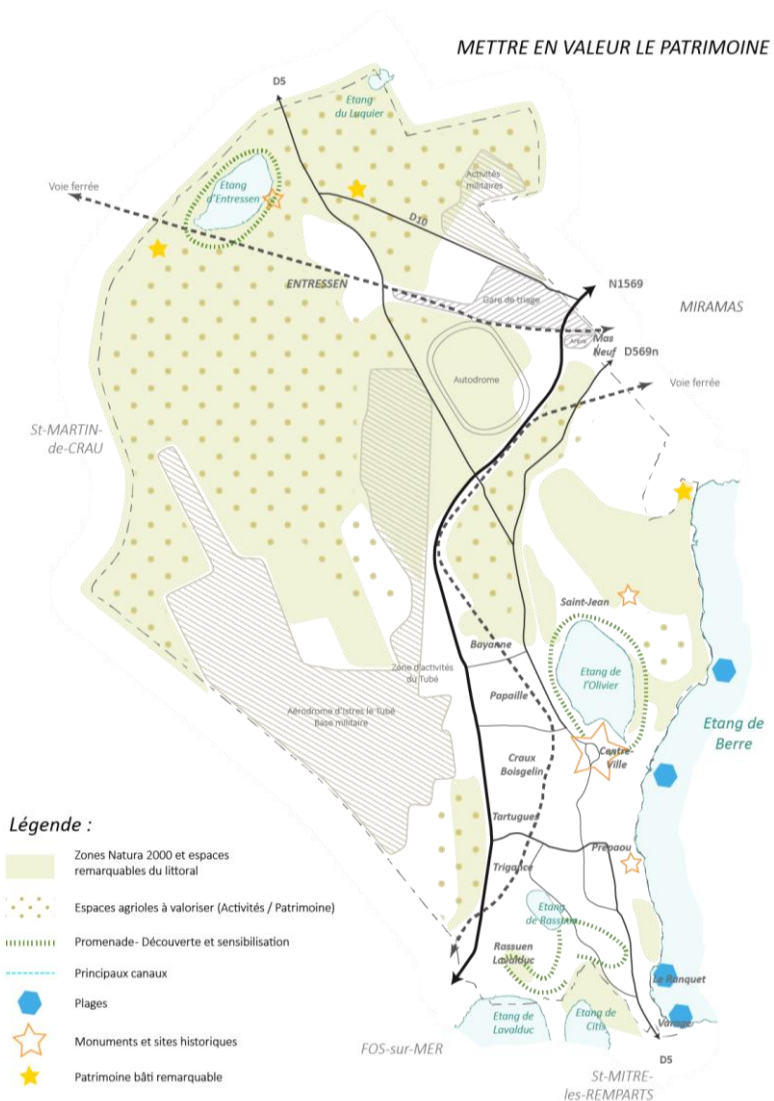 METTRE EN VALEUR LE PATRIMOINE
D5
Etang
du Luquier
Activités
militaires
Voie ferrée
Etang
d'Entressen
D10
ENTRESSEN
N1569
Gare de triage
MIRAMAS
Mas
Neuf
D569n
Autodrome
Voie ferrée
St-MARTIN-
de-CRAU
Saint-Jean
Bayanne
Etang de
l'Olivier
Zone d'activités
du Tubé
Papaille
Aérodrome d'Istres le Tubé
Base militaire
Etang de
Berre
Centre-
Ville
Craux
Boisgelin
Tartugues
Prépaou
Trigance
Etang
de Rassuen
Rassuen
Lavalduc
Le Ranquet
Etang de
Lavalduc
Etang de
Citis
Varage
FOS-sur-MER
D5
St-MITRE-
les-REMPARTS
Légende :
Zones Natura 2000 et espaces
remarquables du littoral
Espaces agrioles à valoriser (Activités / Patrimoine)
Promenade- Découverte et sensibilisation
Principaux canaux
Plages
Monuments et sites historiques
Patrimoine bâti remarquable